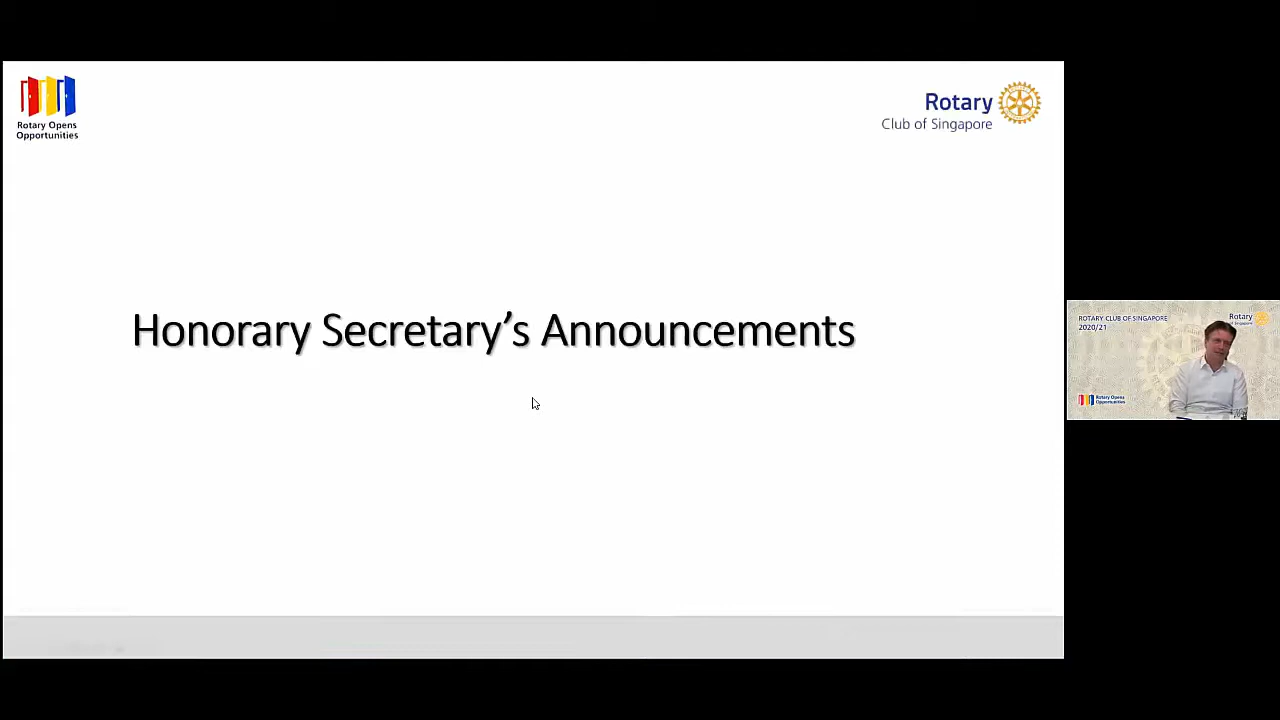 Rotary Opens
Opportunities
Rotary
Club of Singapore
Honorary Secretary’s Announcements
ROTARY CLUB OF SINGAPORE
2020/21
Rotary
Rotary Opens
Opportunities